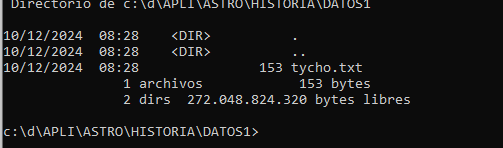 Directorio de c:\d\APLI\ASTRO\HISTORIA\DATOS1
10/12/2024  08:28    <DIR>          .
10/12/2024  08:28    <DIR>          ..
10/12/2024  08:28               153 tycho.txt
               1 archivos            153 bytes
               2 dirs  272.048.824.320 bytes libres
c:\d\APLI\ASTRO\HISTORIA\DATOS1>